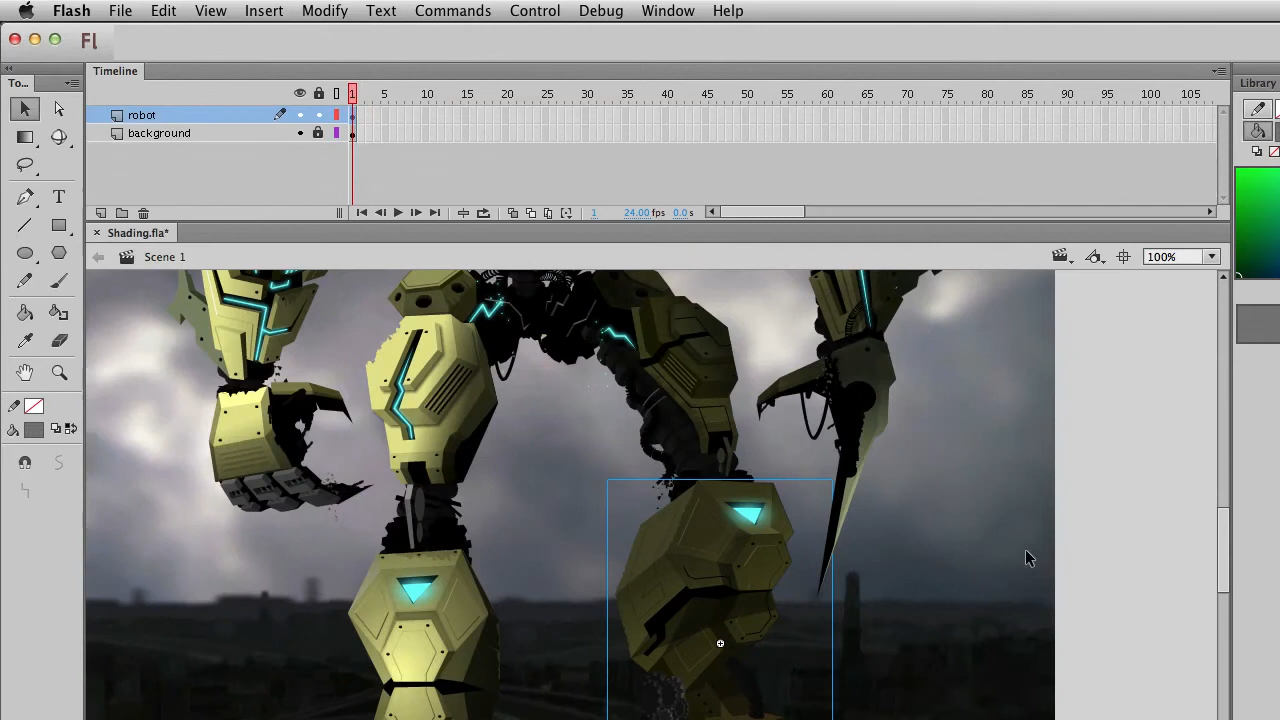 Flash File Edit View Insert Modify Text Commands Control Debug Window Help
Fl
To... Timeline Library
1 5 10 15 20 25 30 35 40 45 50 55 60 65 70 75 80 85 90 95 100 105
robot
background
1 24.00 fps 0.0 s
× Shading.fla*
Scene 1 100%